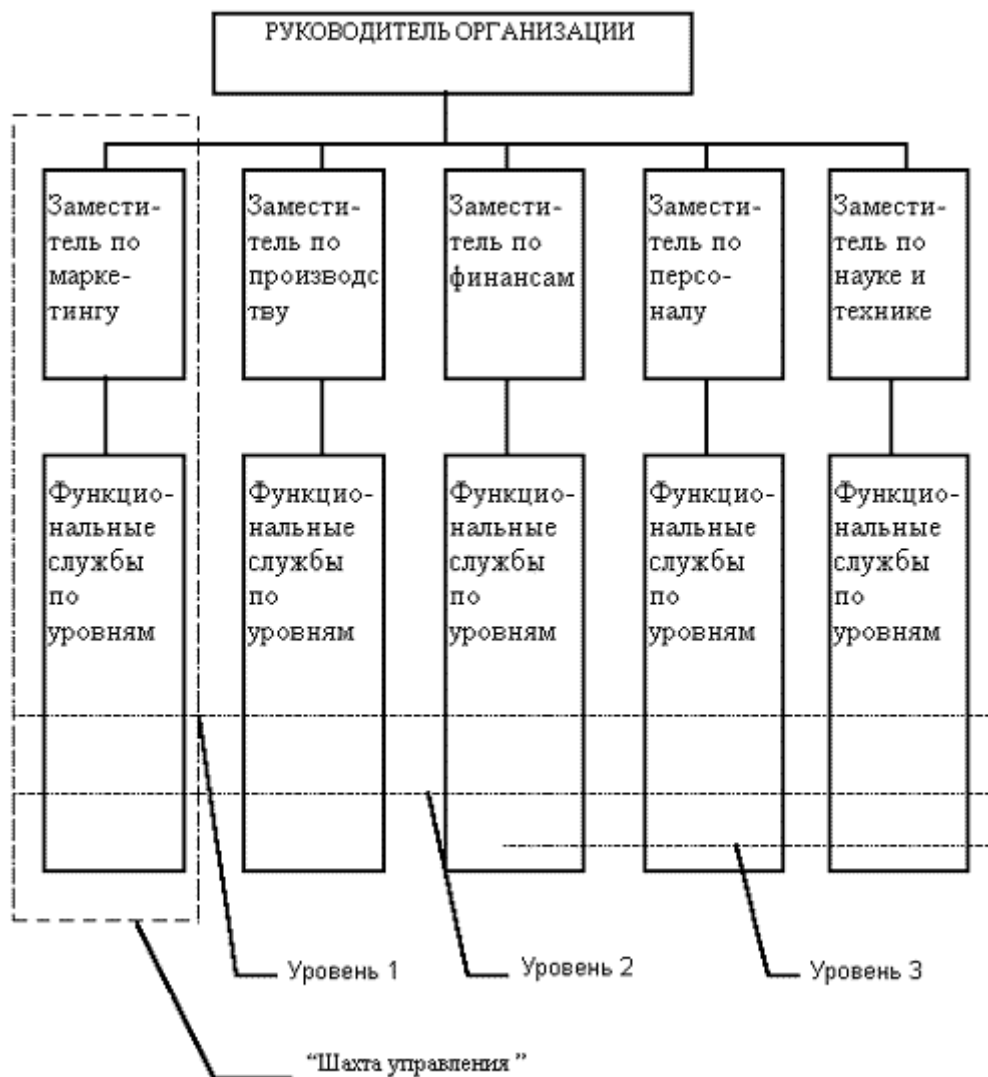 РУКОВОДИТЕЛЬ ОРГАНИЗАЦИИ
Замести-
тель по
марке-
тингу
Замести-
тель по
производс
тву
Замести-
тель по
финансам
Замести-
тель по
персо-
налу
Замести-
тель по
науке и
технике
Функцио-
нальные
службы
по
уровням
Функцио-
нальные
службы
по
уровням
Функцио-
нальные
службы
по
уровням
Функцио-
нальные
службы
по
уровням
Функцио-
нальные
службы по
уровням
Уровень 1
Уровень 2
Уровень 3
“Шахта управления ”